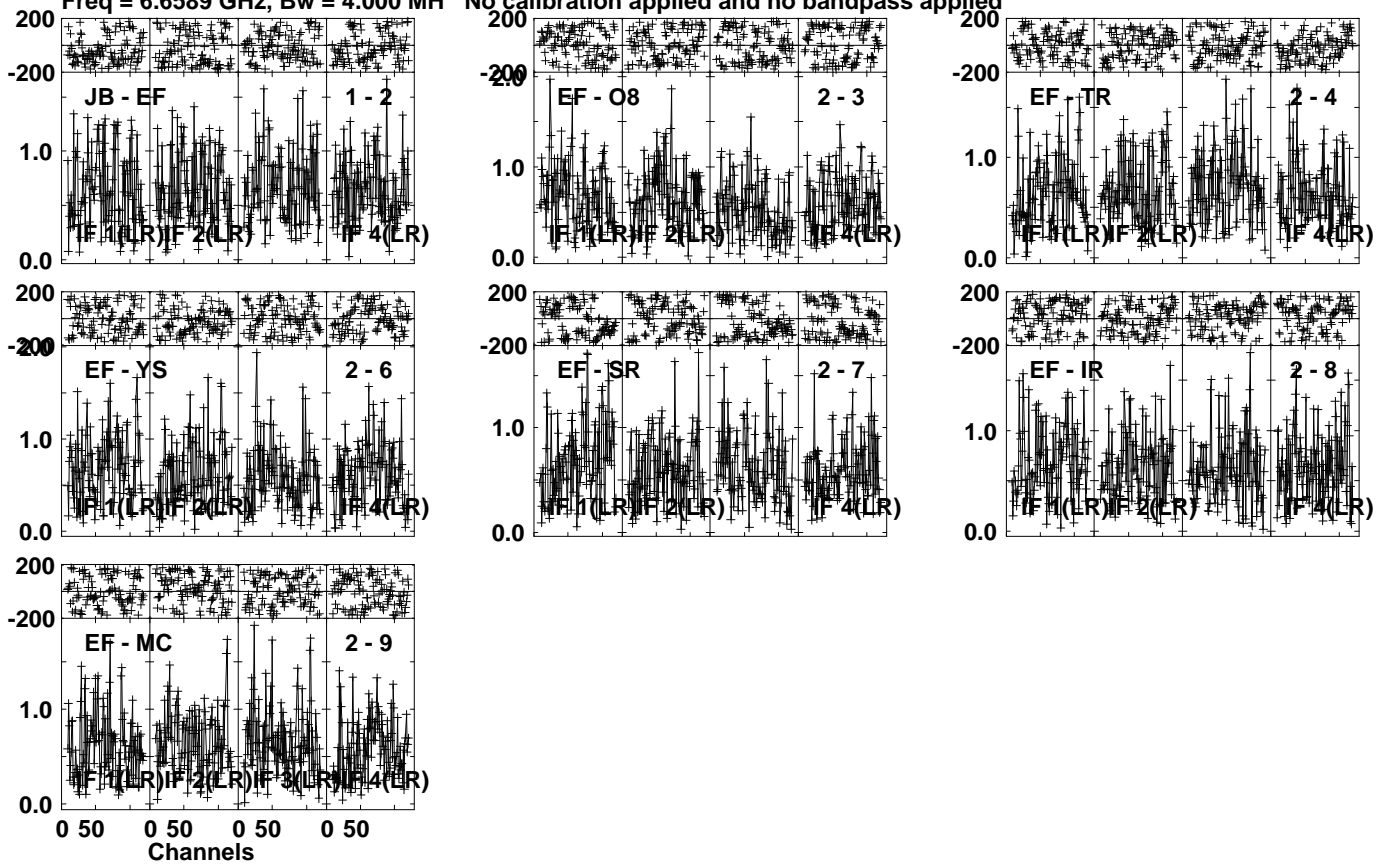 Freq = 6.6589 GHz, Bw = 4.000 MH No calibration applied and no bandpass applied
200
-200
JB - EF 1 - 2
1.0
IF 1(LR) IF 2(LR) IF 4(LR)
0.0
200
-200
2.0
EF - O8 2 - 3
1.0
IF 1(LR) IF 2(LR) IF 4(LR)
0.0
200
-200
EF - TR 2 - 4
1.0
IF 1(LR) IF 2(LR) IF 4(LR)
0.0
200
-200
2.0
EF - YS 2 - 6
1.0
IF 1(LR) IF 2(LR) IF 4(LR)
0.0
200
-200
EF - SR 2 - 7
1.0
IF 1(LR) IF 2(LR) IF 4(LR)
0.0
200
-200
EF - IR 2 - 8
1.0
IF 1(LR) IF 2(LR) IF 4(LR)
0.0
200
-200
EF - MC 2 - 9
1.0
IF 1(LR) IF 2(LR) IF 3(LR) IF 4(LR)
0.0
0 50 0 50 0 50 0 50
Channels